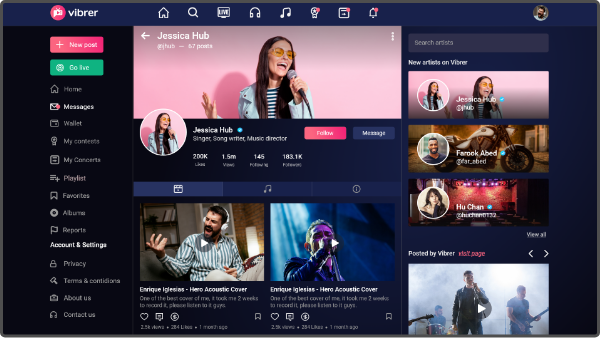 vibrer
LIVE
New post
Go live
Home
Messages
Wallet
My contests
My Concerts
Playlist
Favorites
Albume
Reports
Account & Settings
Privacy
Terms & contidions
About us
Contact us
Jessica Hub
@jhub — 67 posts
Jessica Hub
Singer, Song writer, Music director
Follow
Message
200K
1.5m
145
183.1K
Likes
Views
Following
Followers
Enrique Iglesias - Hero Acoustic Cover
One of the best cover of me, it took me 2 weeks
to record it, please listen to it guys.
2.5k views • 284 Likes • 1 month ago
Enrique Iglesias - Hero Acoustic Cover
One of the best cover of me, it took me 2 weeks
to record it, please listen to it guys.
2.5k views • 284 Likes • 1 month ago
Search artists
New artists on Vibrer
Jessica Hub
@jhub
Farook Abed
@far_abed
Hu Chan
@huchan0132
View all
Posted by Vibrer visit page